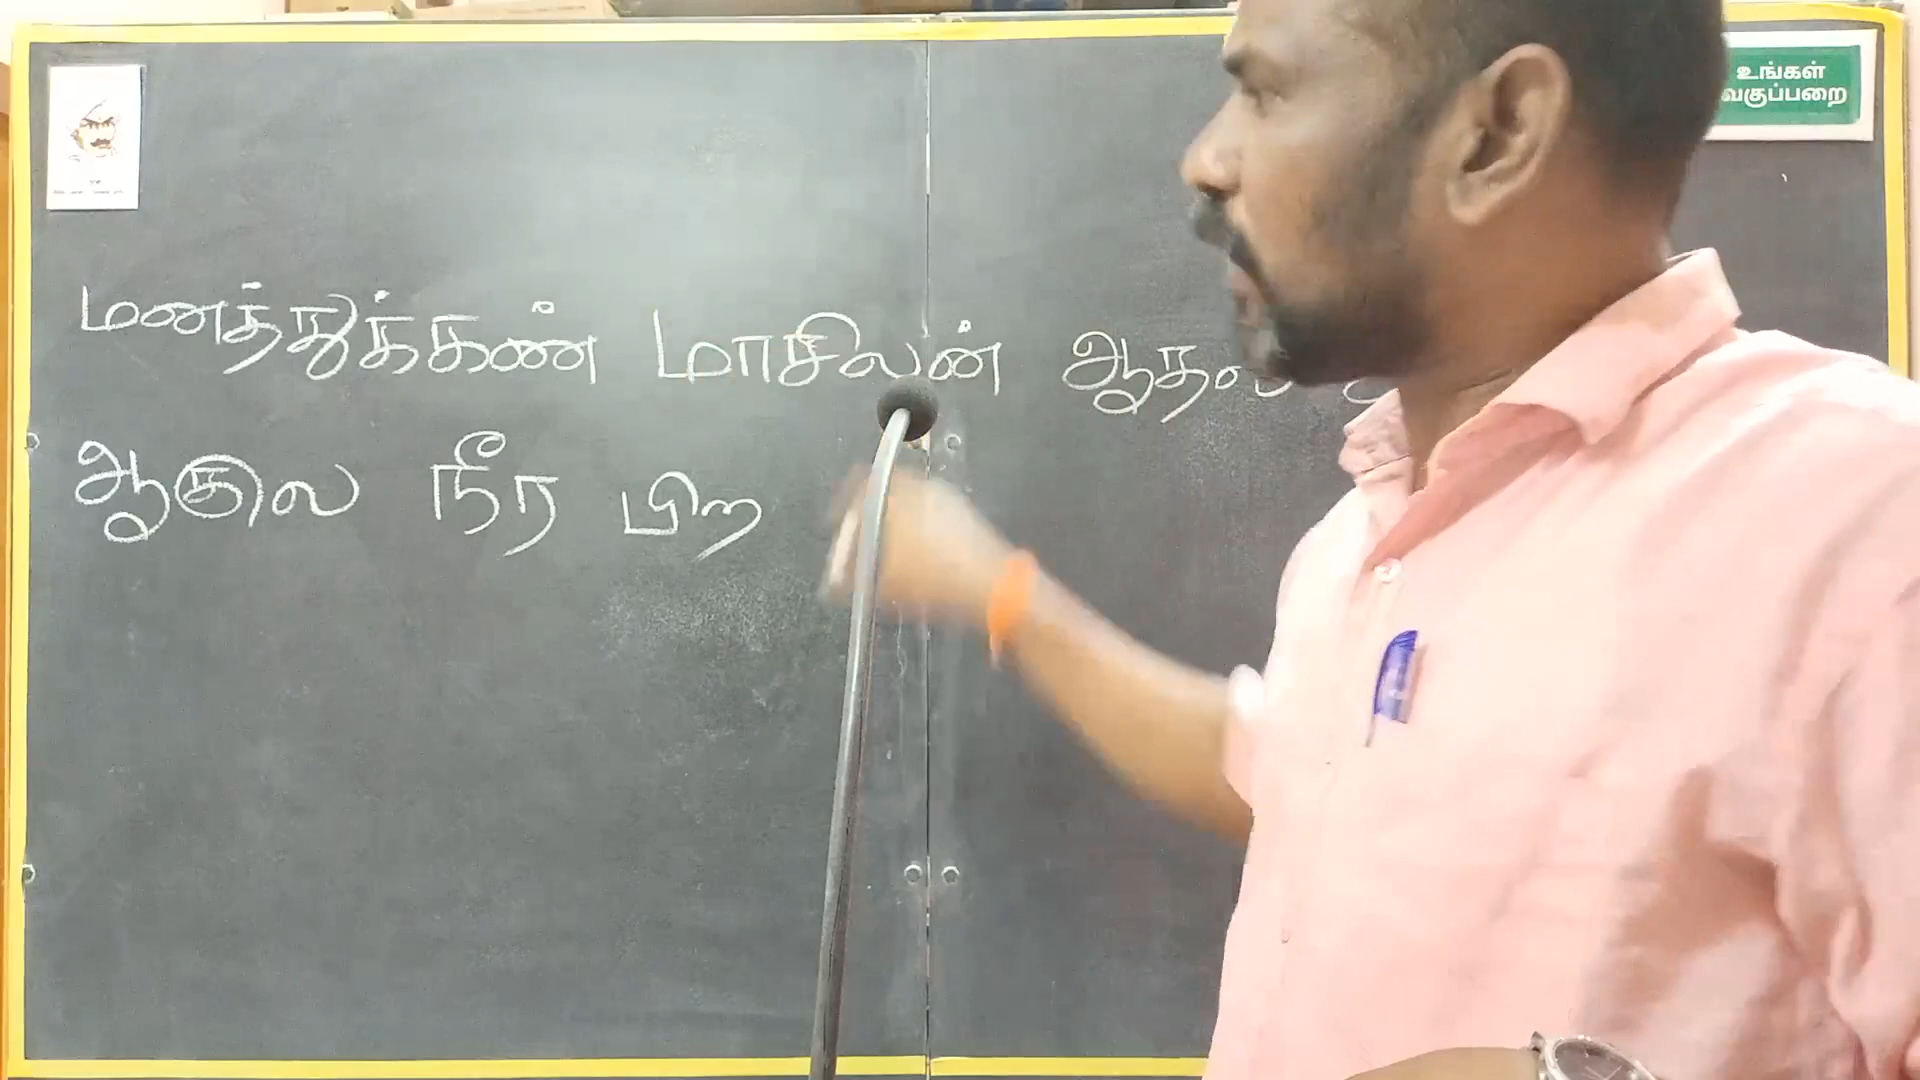 உங்கள்
வகுப்பறை
மனத்துக்கண் மாசிலன் ஆதல்
ஆகுல நீர பிற